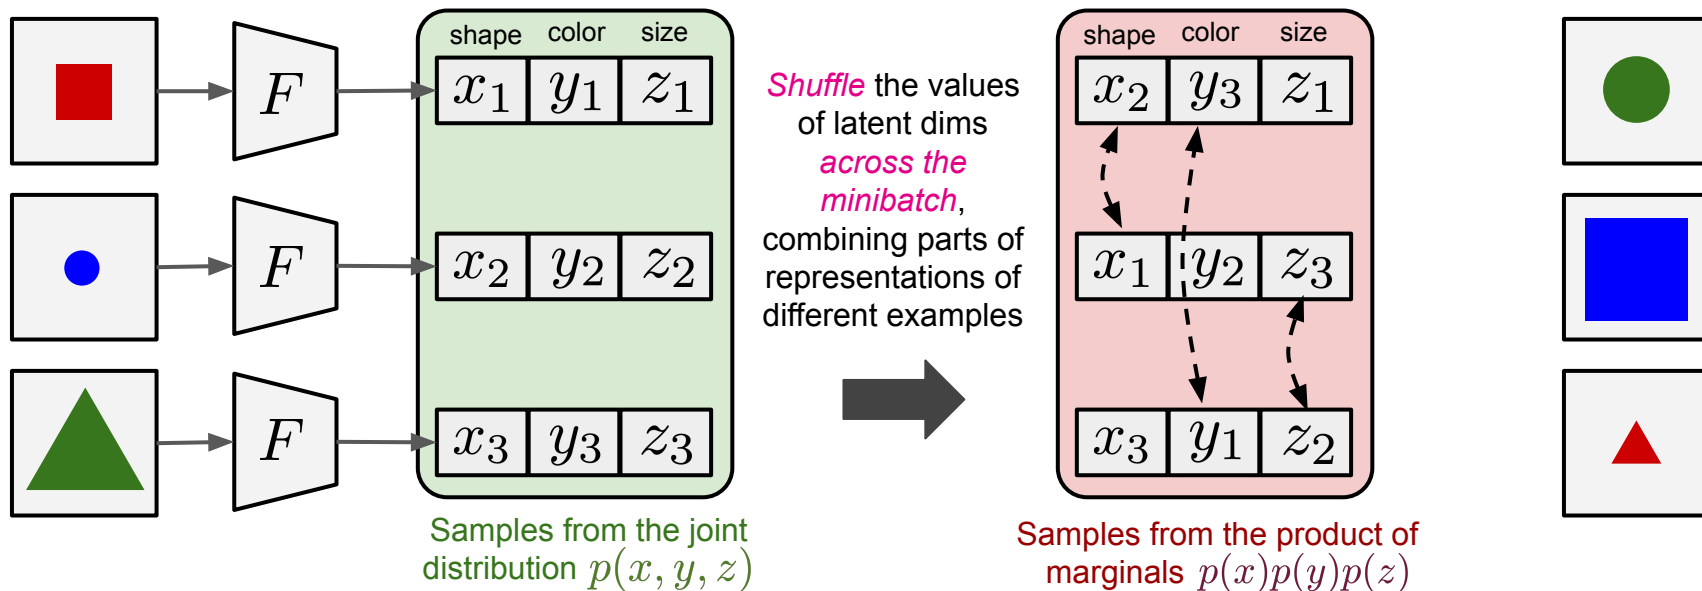 shape color size
F x₁ y₁ z₁
F x₂ y₂ z₂
F x₃ y₃ z₃
Samples from the joint
distribution p(x, y, z)
Shuffle the values
of latent dims
across the
minibatch,
combining parts of
representations of
different examples
shape color size
x₂ y₃ z₁
x₁ y₂ z₃
x₃ y₁ z₂
Samples from the product of
marginals p(x)p(y)p(z)